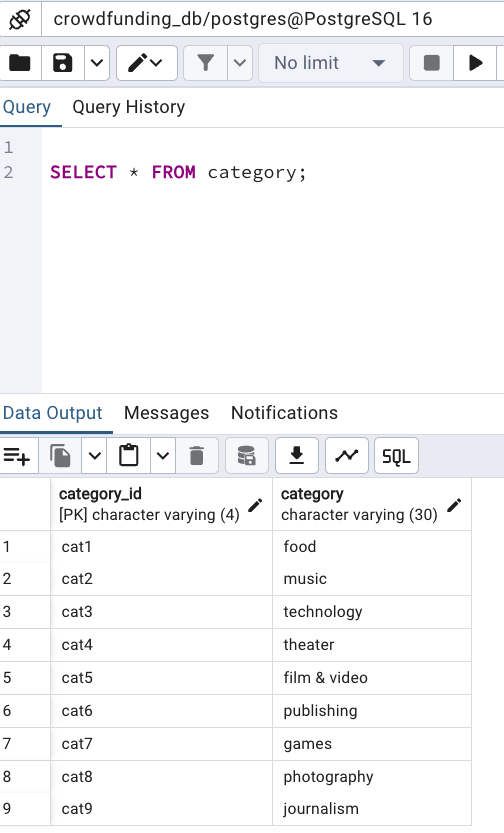 crowdfunding_db/postgres@PostgreSQL 16
No limit
Query Query History
1
2 SELECT * FROM category;
Data Output Messages Notifications
SQL
category_id category
[PK] character varying (4) character varying (30)
1 cat1 food
2 cat2 music
3 cat3 technology
4 cat4 theater
5 cat5 film & video
6 cat6 publishing
7 cat7 games
8 cat8 photography
9 cat9 journalism